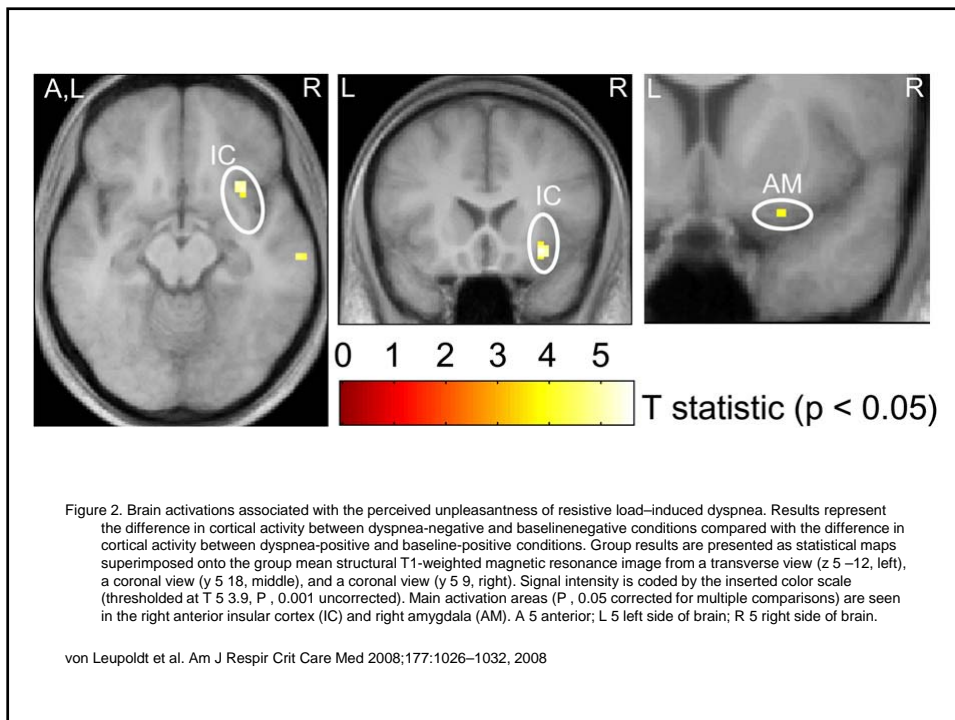 A,L R
IC
L
IC
L R
AM
0 1 2 3 4 5
T statistic (p < 0.05)
Figure 2. Brain activations associated with the perceived unpleasantness of resistive load–induced dyspnea. Results represent
the difference in cortical activity between dyspnea-negative and baselinenegative conditions compared with the difference in
cortical activity between dyspnea-positive and baseline-positive conditions. Group results are presented as statistical maps
superimposed onto the group mean structural T1-weighted magnetic resonance image from a transverse view (z 5 –12, left),
a coronal view (y 5 18, middle), and a coronal view (y 5 9, right). Signal intensity is coded by the inserted color scale
(thresholded at T 5 3.9, P , 0.001 uncorrected). Main activation areas (P , 0.05 corrected for multiple comparisons) are seen
in the right anterior insular cortex (IC) and right amygdala (AM). A 5 anterior; L 5 left side of brain; R 5 right side of brain.
von Leupoldt et al. Am J Respir Crit Care Med 2008;177:1026–1032, 2008